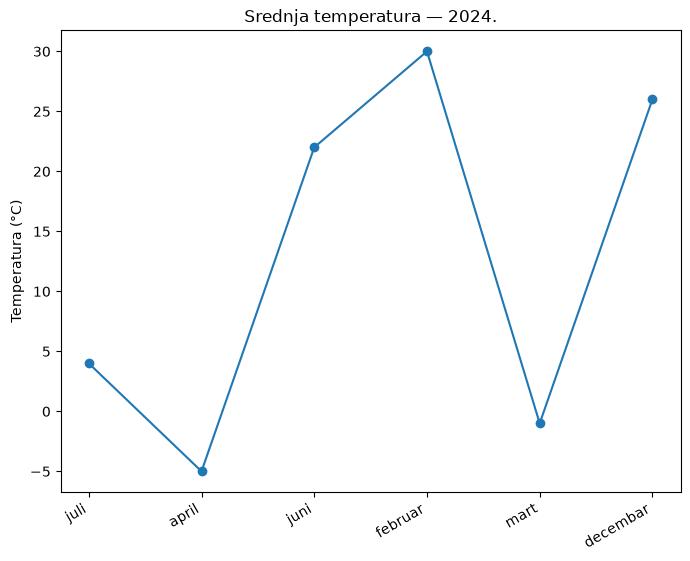 Srednja temperatura — 2024.
Temperatura (°C)
30
25
20
15
10
5
0
−5
juli
april
juni
februar
mart
decembar